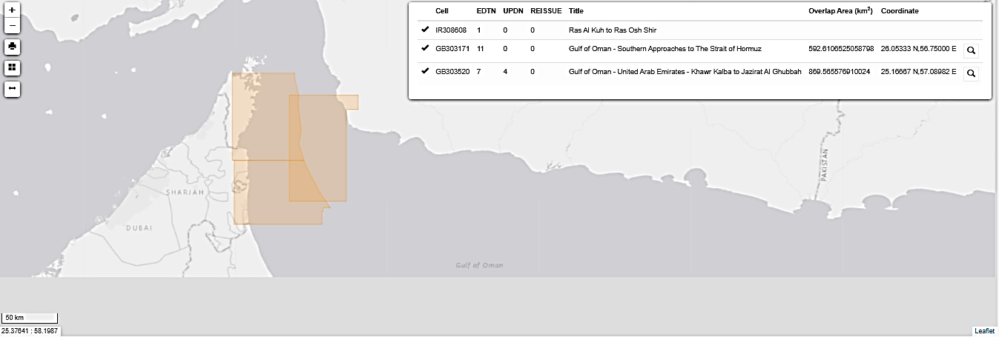 +
−
Cell EDTN UPDN REISSUE Title Overlap Area (km2) Coordinate
IR308608 1 0 0 Ras Al Kuh to Ras Osh Shir
GB303171 11 0 0 Gulf of Oman - Southern Approaches to The Strait of Hormuz 592.6106525058798 26.05333 N,56.75000 E
GB303520 7 4 0 Gulf of Oman - United Arab Emirates - Khawr Kalba to Jazirat Al Ghubbah 869.565576910024 25.16667 N,57.08982 E
PAKISTAN
SHARJAH
DUBAI
Gulf of Oman
50 km
25.37641 : 58.1987
Leaflet